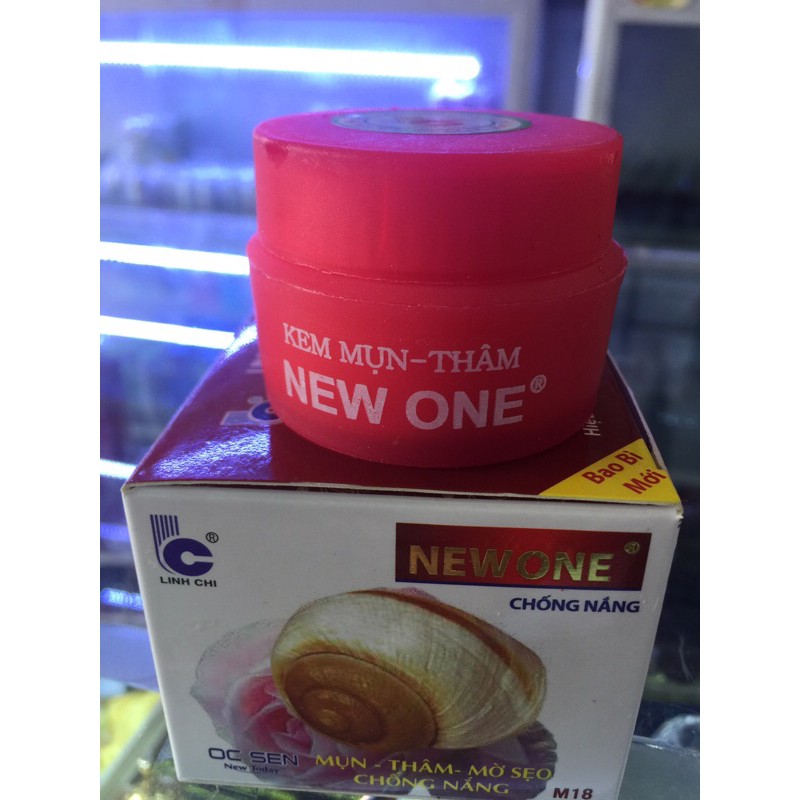 KEM MỤN-THÂM
NEW ONE®
Bao Bì
Mới
®
LINH CHI
NEW ONE ®
CHỐNG NẮNG
OC SEN
New Today
MỤN - THÂM- MỜ SẸO
CHỐNG NẮNG
M18